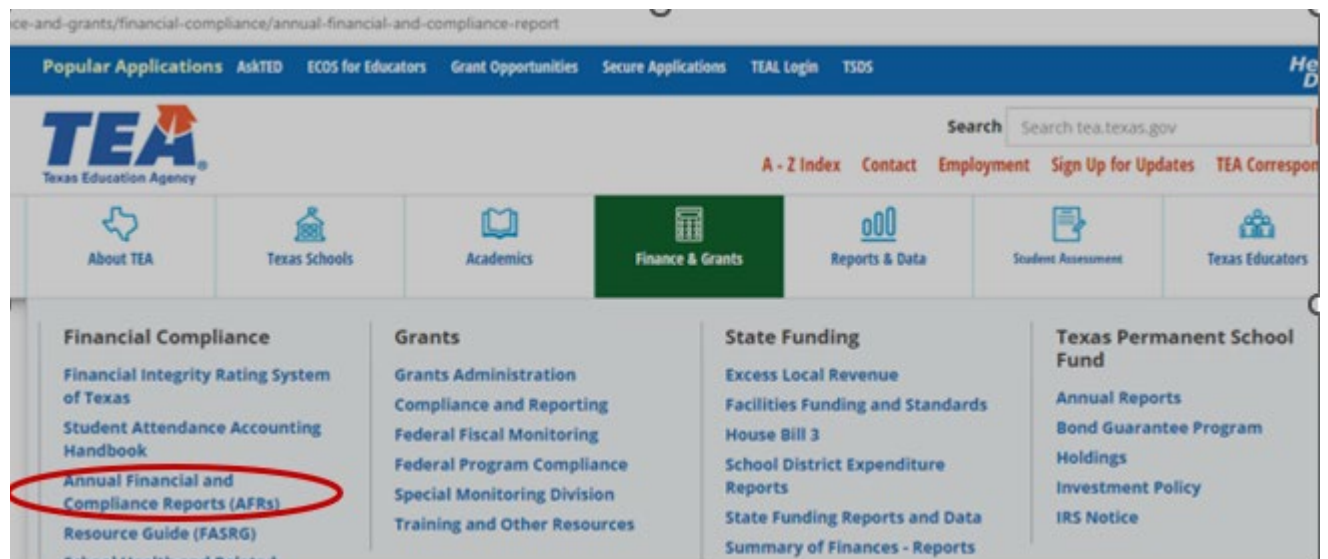 ce-and-grants/financial-compliance/annual-financial-and-compliance-report
Popular Applications AskTED ECOS for Educators Grant Opportunities Secure Applications TEAL Login TSDS
TEA
Texas Education Agency
Search Search tea.texas.gov
A - Z Index Contact Employment Sign Up for Updates TEA Correspon
About TEA Texas Schools Academics Finance & Grants Reports & Data Student Assessment Texas Educators
Financial Compliance
Financial Integrity Rating System
of Texas
Student Attendance Accounting
Handbook
Annual Financial and
Compliance Reports (AFRs)
Resource Guide (FASRG)
Grants
Grants Administration
Compliance and Reporting
Federal Fiscal Monitoring
Federal Program Compliance
Special Monitoring Division
Training and Other Resources
State Funding
Excess Local Revenue
Facilities Funding and Standards
House Bill 3
School District Expenditure
Reports
State Funding Reports and Data
Summary of Finances - Reports
Texas Permanent School
Fund
Annual Reports
Bond Guarantee Program
Holdings
Investment Policy
IRS Notice